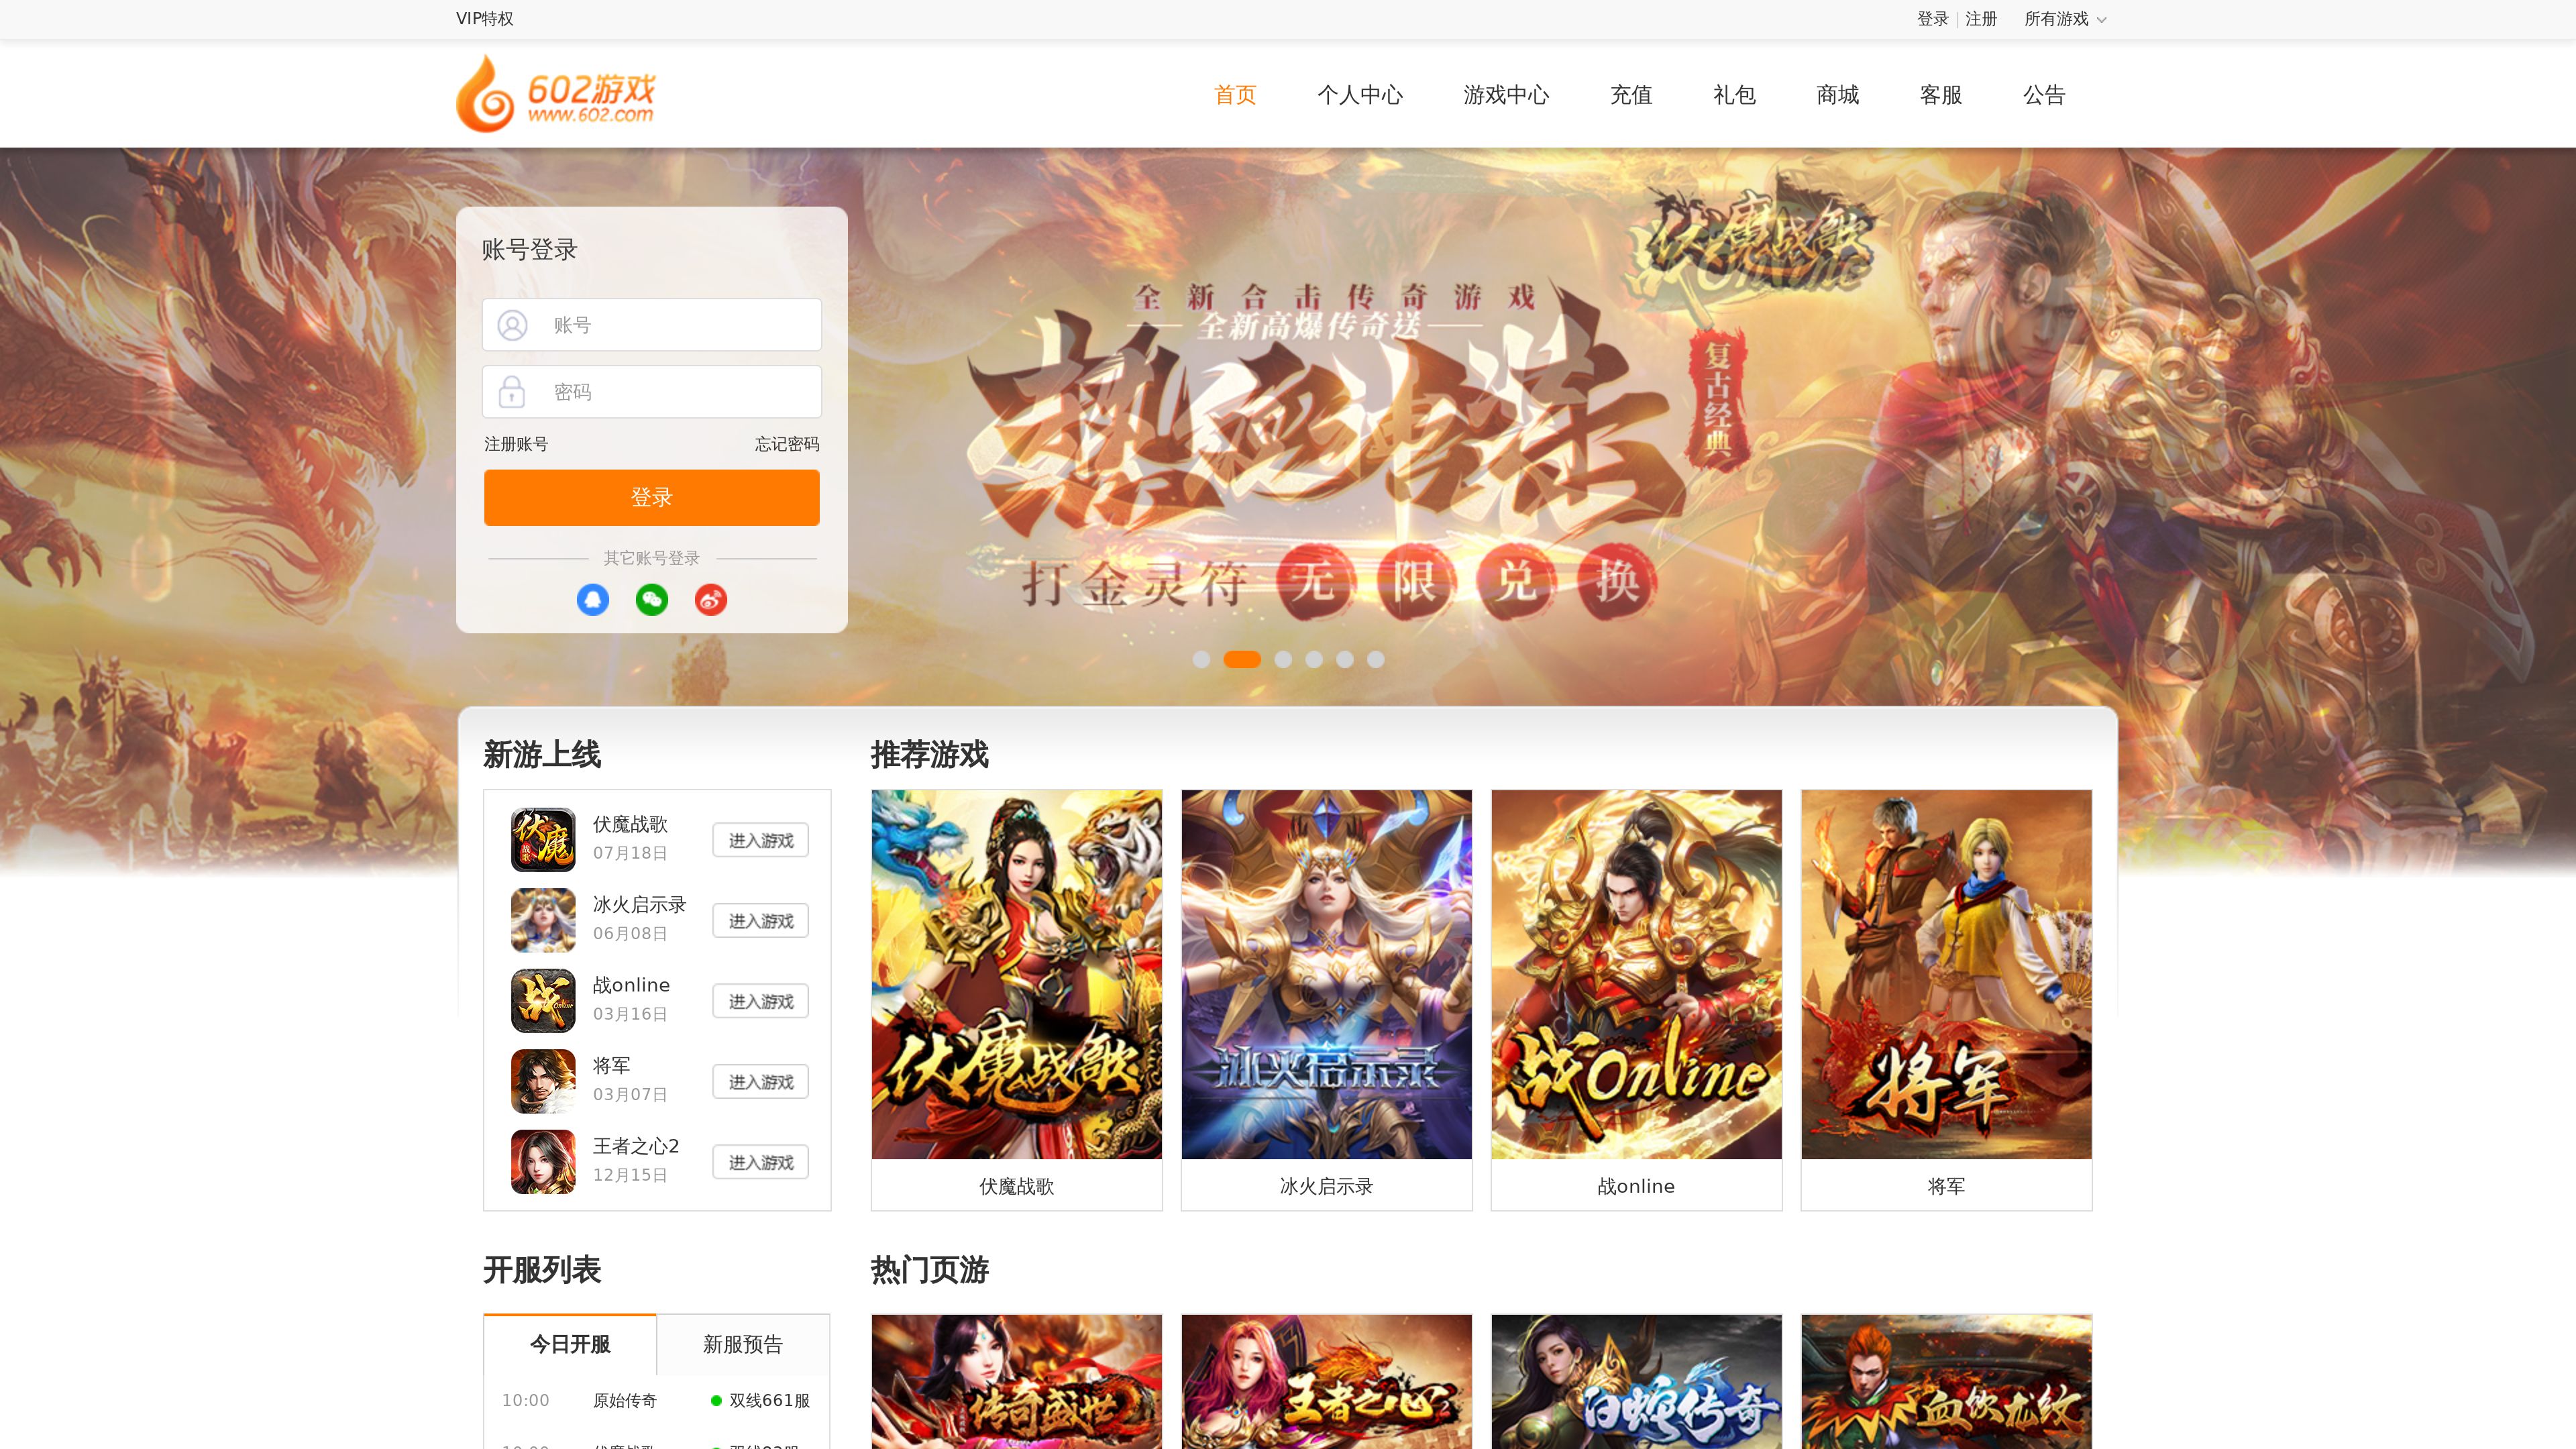 VIP特权
登录 | 注册 所有游戏
602游戏
www.602.com
首页 个人中心 游戏中心 充值 礼包 商城 客服 公告
账号登录
账号
密码
注册账号 忘记密码
登录
其它账号登录
伏魔战歌
Online
全新合击传奇游戏
全新高爆传奇送
复古经典
打金灵符 无限兑换
新游上线
伏魔战歌
07月18日
进入游戏
冰火启示录
06月08日
进入游戏
战online
03月16日
进入游戏
将军
03月07日
进入游戏
王者之心2
12月15日
进入游戏
推荐游戏
伏魔战歌
伏魔战歌
冰火启示录
冰火启示录
战Online
战online
将军
将军
开服列表
今日开服 新服预告
10:00 原始传奇 双线661服
热门页游
传奇盛世
王者之心2
白蛇传奇
血饮龙纹